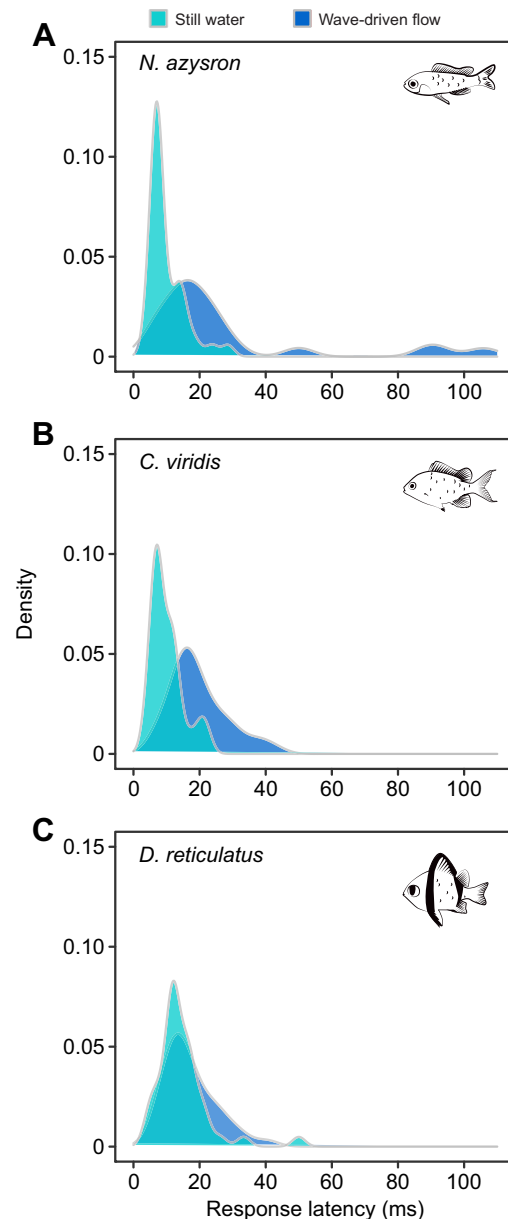 Still water Wave-driven flow
A
N. azysron
0.15
0.10
0.05
0
0 20 40 60 80 100
B
C. viridis
0.15
0.10
0.05
0
0 20 40 60 80 100
Density
C
D. reticulatus
0.15
0.10
0.05
0
0 20 40 60 80 100
Response latency (ms)